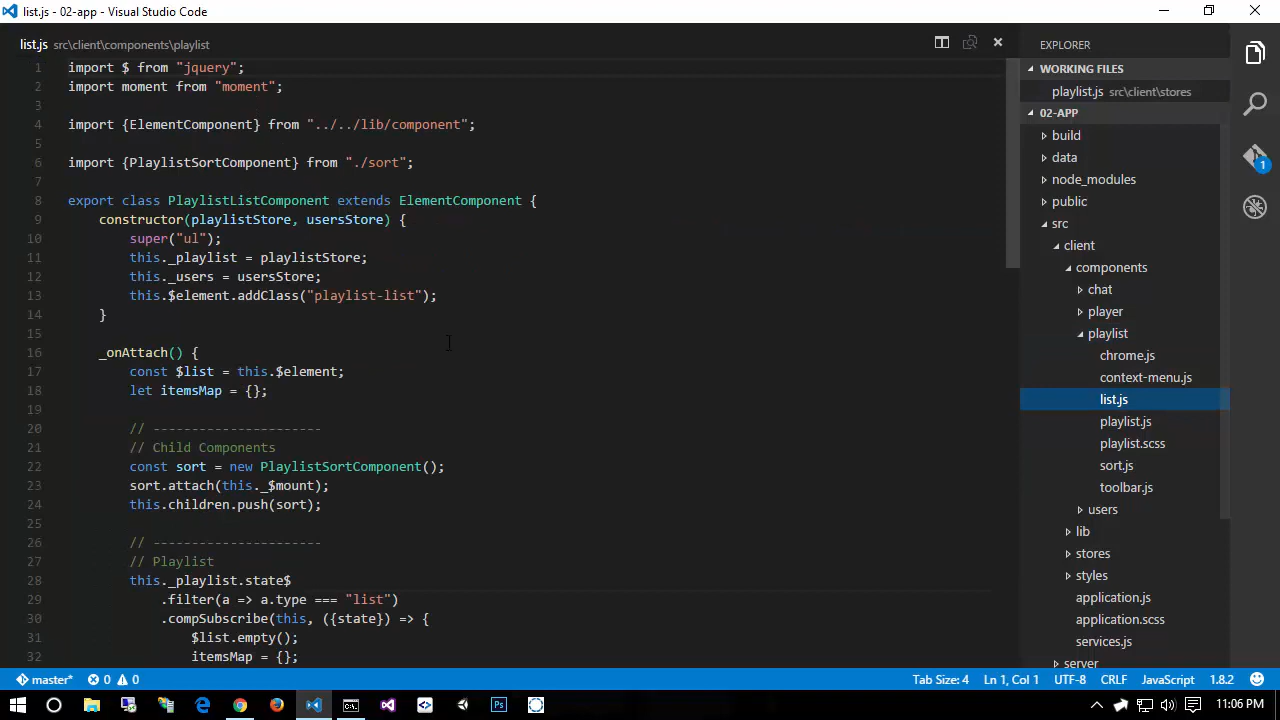 list.js - 02-app - Visual Studio Code
list.js src\client\components\playlist
1 import $ from "jquery";
2 import moment from "moment";
3
4 import {ElementComponent} from "../../lib/component";
5
6 import {PlaylistSortComponent} from "./sort";
7
8 export class PlaylistListComponent extends ElementComponent {
9 constructor(playlistStore, usersStore) {
10 super("ul");
11 this._playlist = playlistStore;
12 this._users = usersStore;
13 this.$element.addClass("playlist-list");
14 }
15
16 _onAttach() {
17 const $list = this.$element;
18 let itemsMap = {};
19
20 // ----------------------
21 // Child Components
22 const sort = new PlaylistSortComponent();
23 sort.attach(this._$mount);
24 this.children.push(sort);
25
26 // ----------------------
27 // Playlist
28 this._playlist.state$
29 .filter(a => a.type === "list")
30 .compSubscribe(this, ({state}) => {
31 $list.empty();
32 itemsMap = {};
EXPLORER
WORKING FILES
playlist.js src\client\stores
02-APP
build
data
node_modules
public
src
client
components
chat
player
playlist
chrome.js
context-menu.js
list.js
playlist.js
playlist.scss
sort.js
toolbar.js
users
lib
stores
styles
application.js
application.scss
services.js
server
1
master* 0 0
Tab Size: 4 Ln 1, Col 1 UTF-8 CRLF JavaScript 1.8.2
11:06 PM